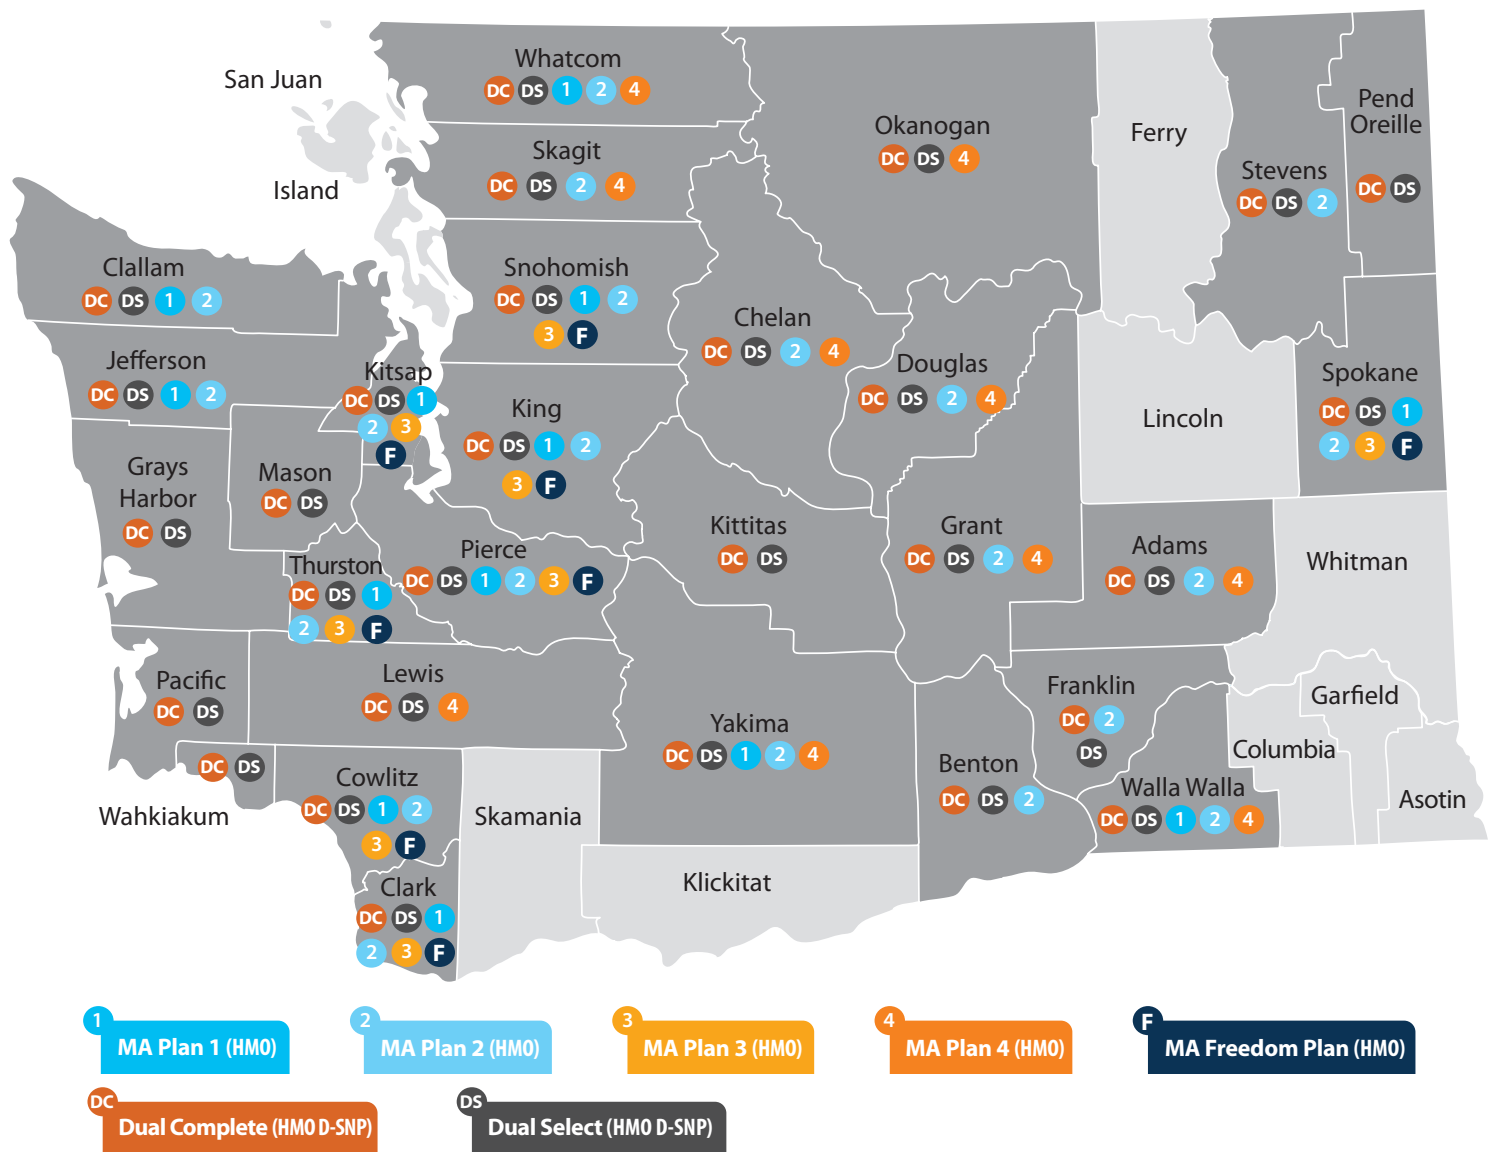 Whatcom
DC DS 1 2 4
San Juan
Skagit
DC DS 2 4
Island
Okanogan
DC DS 4
Ferry
Stevens
DC DS 2
Pend
Oreille
DC DS
Clallam
DC DS 1 2
Snohomish
DC DS 1 2
3 F
Chelan
DC DS 2 4
Jefferson
DC DS 1 2
Kitsap
DC DS 1
2 3
F
King
DC DS 1 2
3 F
Douglas
DC DS 2 4
Lincoln
Spokane
DC DS 1
2 3 F
Grays
Harbor
DC DS
Mason
DC DS
Kittitas
DC DS
Grant
DC DS 2 4
Adams
DC DS 2 4
Whitman
Thurston
DC DS 1
2 3 F
Pierce
DC DS 1 2 3 F
Pacific
DC DS
Lewis
DC DS 4
Yakima
DC DS 1 2 4
Franklin
DC 2
DS
Garfield
Columbia
Asotin
DC DS
Wahkiakum
Cowlitz
DC DS 1 2
3 F
Skamania
Benton
DC DS 2
Walla Walla
DC DS 1 2 4
Clark
DC DS 1
2 3 F
Klickitat
1
MA Plan 1 (HMO)
2
MA Plan 2 (HMO)
3
MA Plan 3 (HMO)
4
MA Plan 4 (HMO)
F
MA Freedom Plan (HMO)
DC
Dual Complete (HMO D-SNP)
DS
Dual Select (HMO D-SNP)